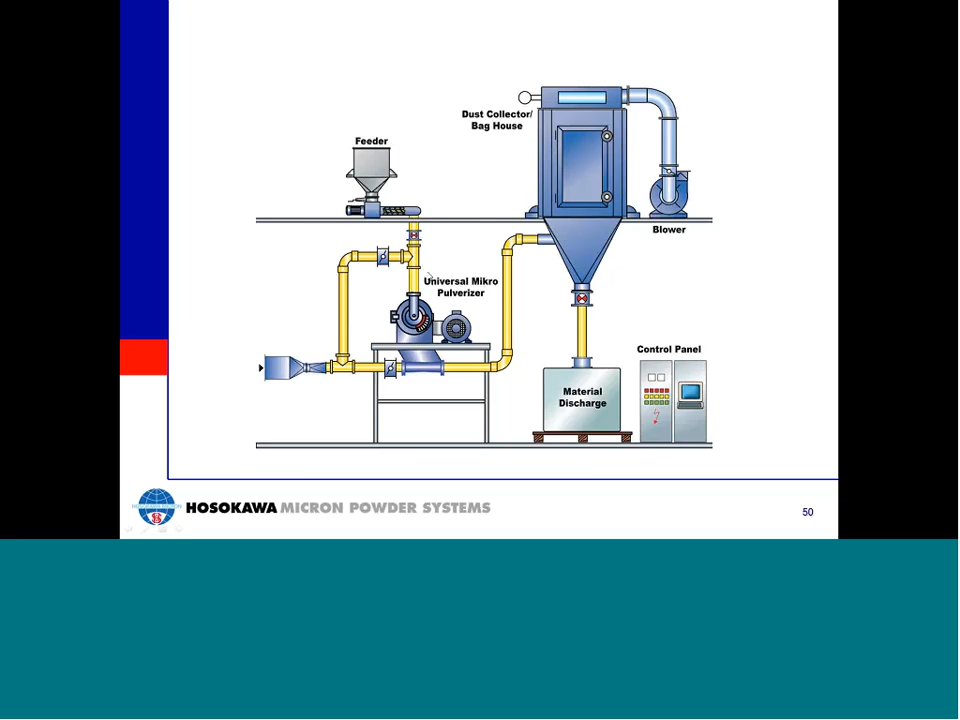 Dust Collector/
Bag House
Feeder
Blower
Universal Mikro
Pulverizer
Control Panel
Material
Discharge
HOSOKAWA MICRON POWDER SYSTEMS
50